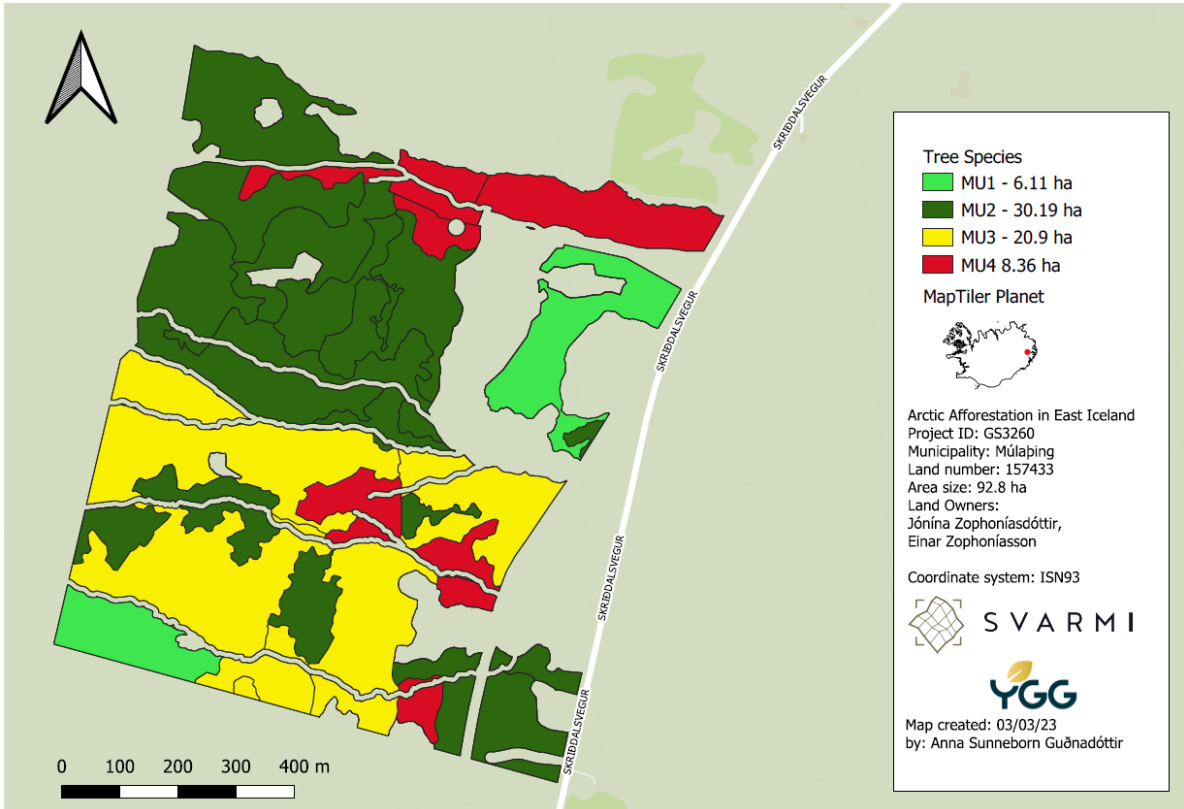 SKRIÐDALSVEGUR
SKRIÐDALSVEGUR
SKRIÐDALSVEGUR
SKRIÐDALSVEGUR
0 100 200 300 400 m
Tree Species
MU1 - 6.11 ha
MU2 - 30.19 ha
MU3 - 20.9 ha
MU4 8.36 ha
MapTiler Planet
Arctic Afforestation in East Iceland
Project ID: GS3260
Municipality: Múlaþing
Land number: 157433
Area size: 92.8 ha
Land Owners:
Jónína Zophoníasdóttir,
Einar Zophoníasson
Coordinate system: ISN93
SVARMI
YGG
Map created: 03/03/23
by: Anna Sunneborn Guðnadóttir